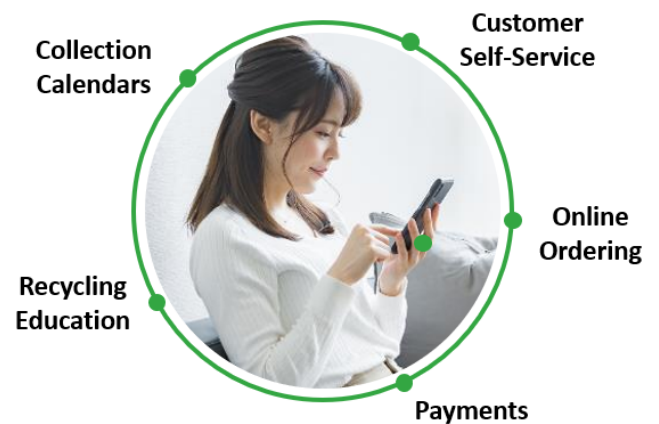 Customer
Self-Service
Collection
Calendars
Online
Ordering
Recycling
Education
Payments